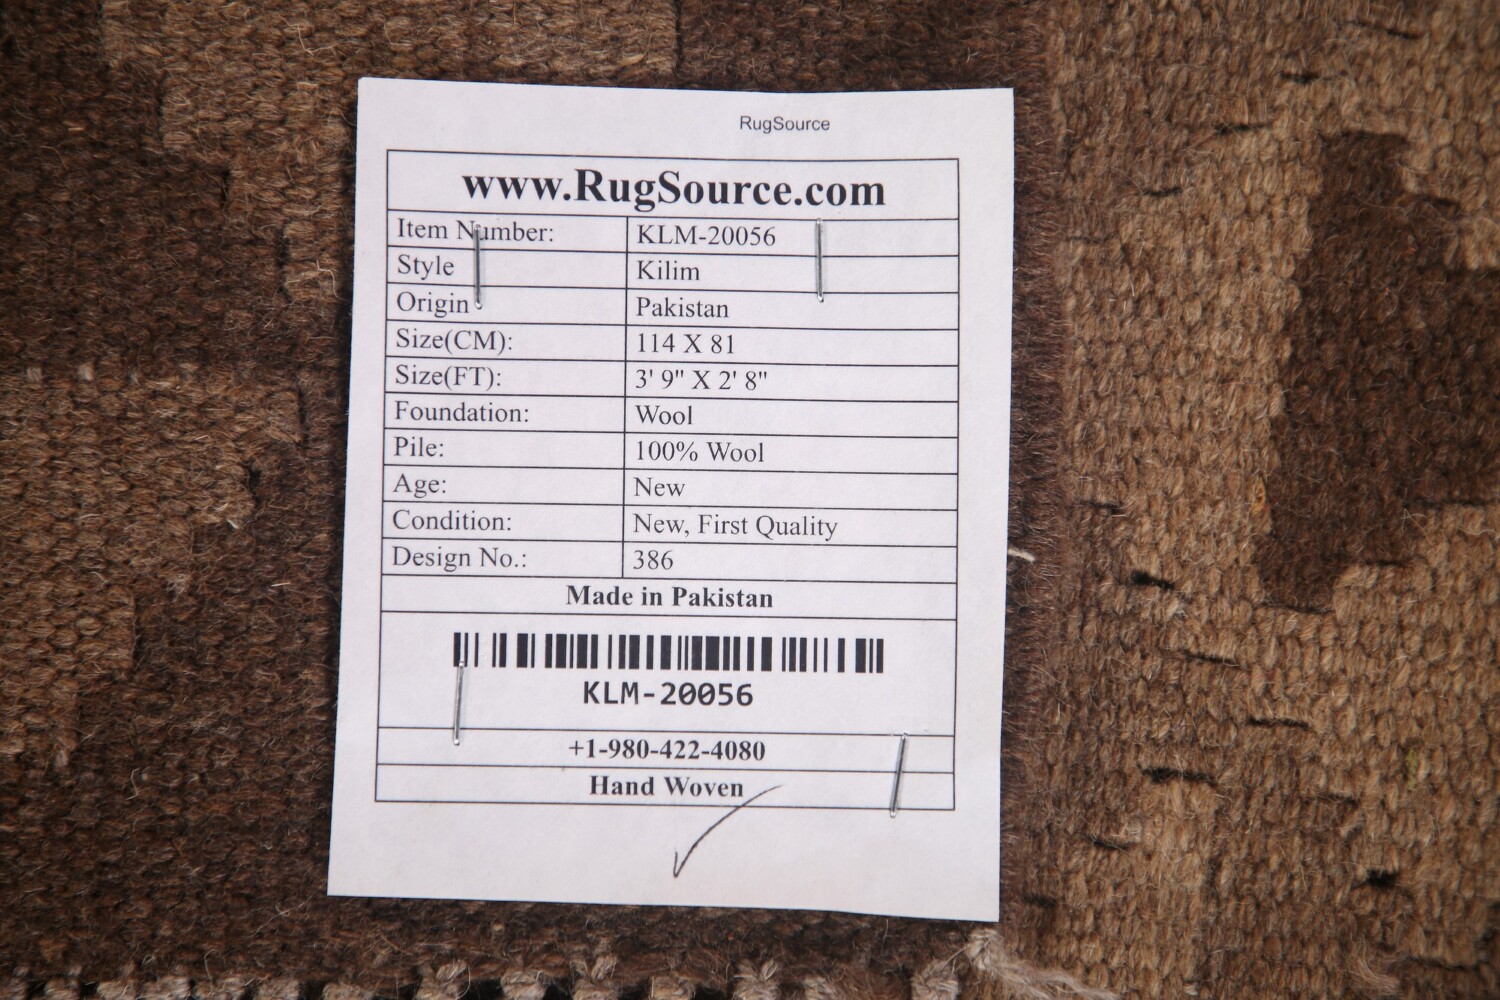 RugSource
www.RugSource.com
Item Number: KLM-20056
Style Kilim
Origin Pakistan
Size(CM): 114 X 81
Size(FT): 3' 9" X 2' 8"
Foundation: Wool
Pile: 100% Wool
Age: New
Condition: New, First Quality
Design No.: 386
Made in Pakistan
KLM-20056
+1-980-422-4080
Hand Woven